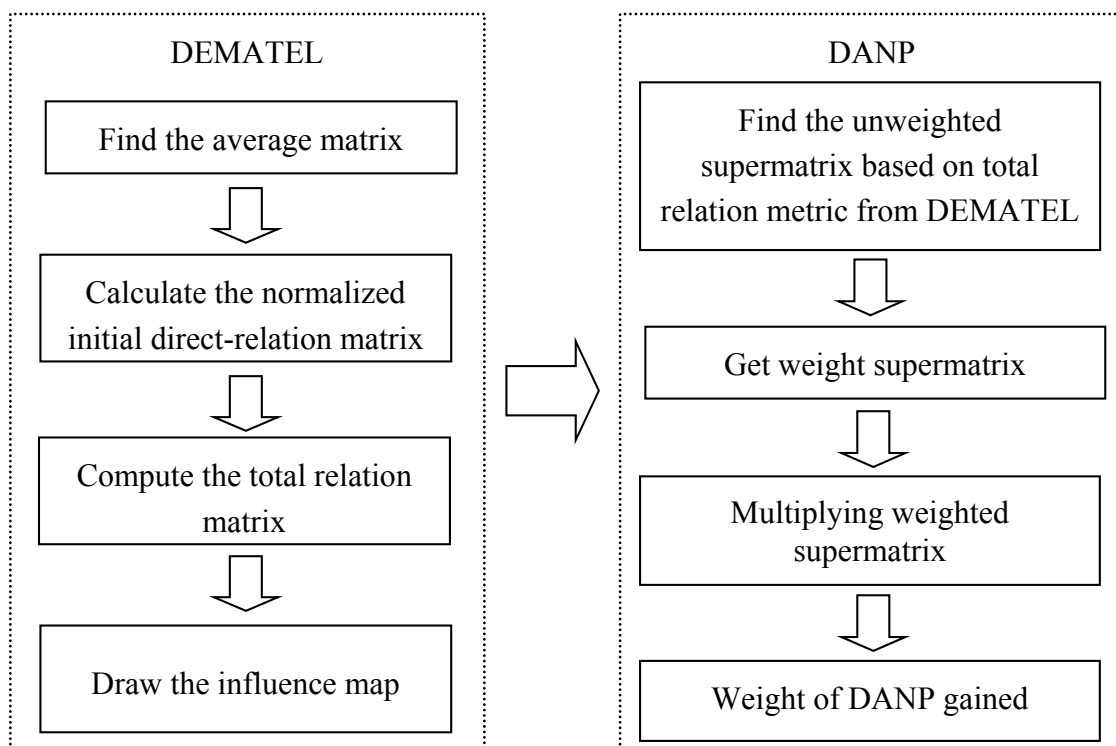 DEMATEL
Find the average matrix
Calculate the normalized
initial direct-relation matrix
Compute the total relation
matrix
Draw the influence map
DANP
Find the unweighted
supermatrix based on total
relation metric from DEMATEL
Get weight supermatrix
Multiplying weighted
supermatrix
Weight of DANP gained